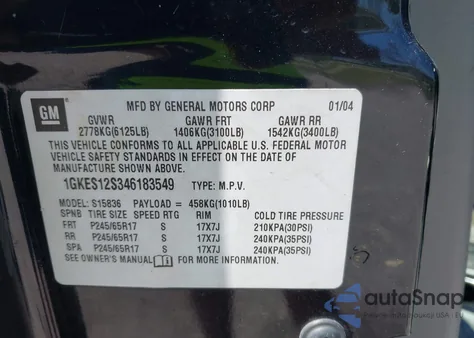 GM
MFD BY GENERAL MOTORS CORP 01/04
GVWR GAWR FRT GAWR RR
2778KG(6125LB) 1406KG(3100LB) 1542KG(3400LB)
THIS VEHICLE CONFORMS TO ALL APPLICABLE U.S. FEDERAL MOTOR
VEHICLE SAFETY STANDARDS IN EFFECT ON THE DATE OF
MANUFACTURE SHOWN ABOVE.
1GKES12S346183549 TYPE: M.P.V.
MODEL: S15836 PAYLOAD = 458KG(1010LB)
SPNB TIRE SIZE SPEED RTG RIM COLD TIRE PRESSURE
FRT P245/65R17 S 17X7J 210KPA(30PSI)
RR P245/65R17 S 17X7J 240KPA(35PSI)
SPA P245/65R17 S 17X7J 240KPA(35PSI)
SEE OWNER'S MANUAL FOR MORE INFORMATION.
autoSnap